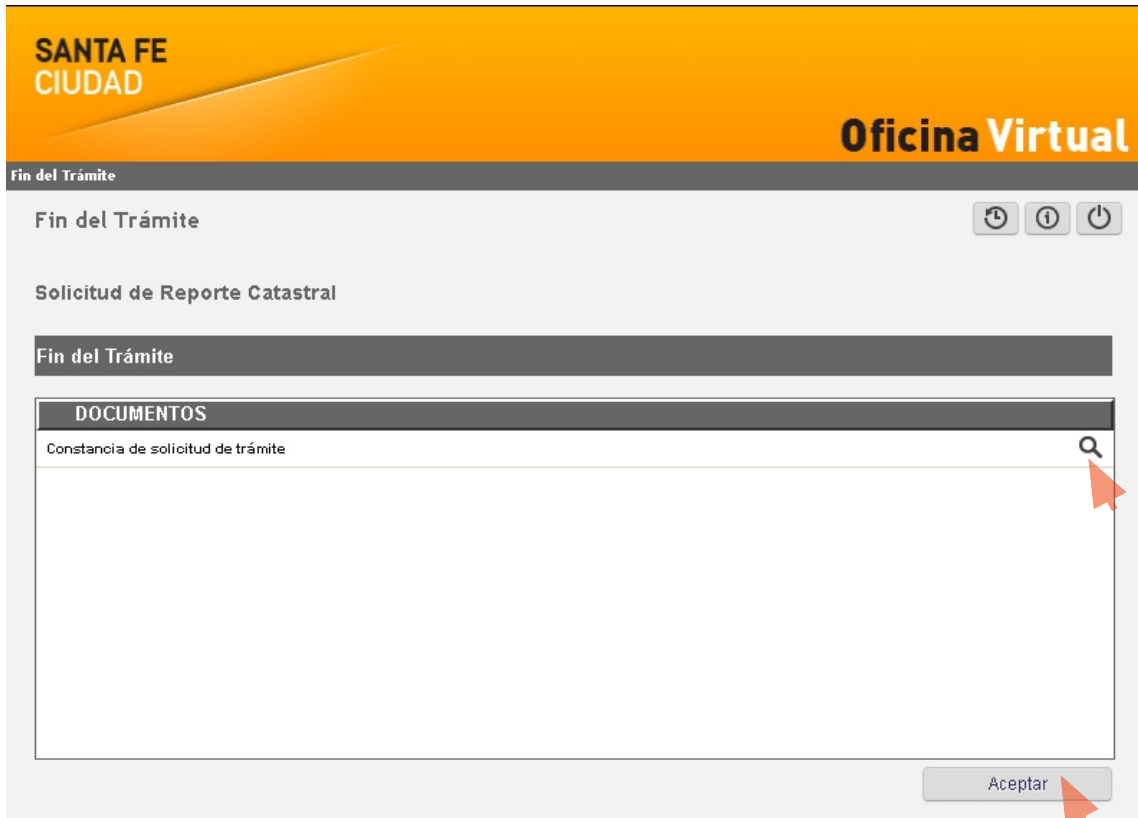 SANTA FE
CIUDAD
Oficina Virtual
Fin del Trámite
Fin del Trámite
Solicitud de Reporte Catastral
Fin del Trámite
DOCUMENTOS
Constancia de solicitud de trámite
Aceptar